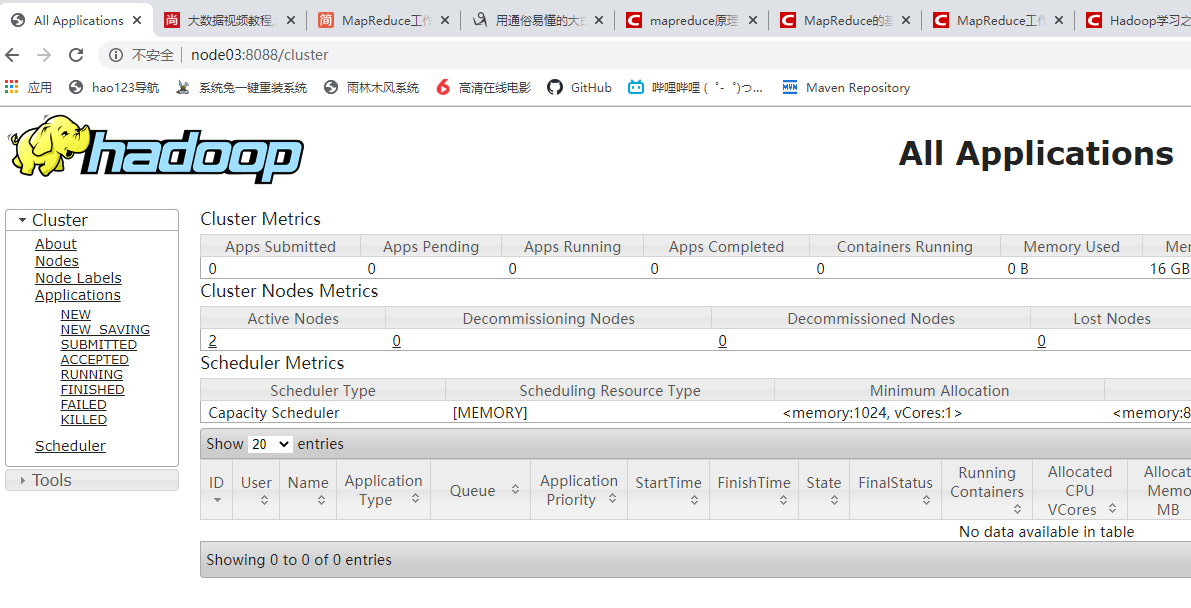 All Applications 大数据视频教程_ MapReduce工作 用通俗易懂的大白 mapreduce原理 MapReduce的基 MapReduce工作 Hadoop学习之
不安全 node03:8088/cluster
应用 hao123导航 系统兔一键重装系统 雨林木风系统 高清在线电影 GitHub 哔哩哔哩 ( ゜- ゜)つ... Maven Repository
hadoop
All Applications
Cluster
About
Nodes
Node Labels
Applications
NEW
NEW_SAVING
SUBMITTED
ACCEPTED
RUNNING
FINISHED
FAILED
KILLED
Scheduler
Tools
Cluster Metrics
Apps Submitted Apps Pending Apps Running Apps Completed Containers Running Memory Used Mem
0 0 0 0 0 0 B 16 GB
Cluster Nodes Metrics
Active Nodes Decommissioning Nodes Decommissioned Nodes Lost Nodes
2 0 0 0
Scheduler Metrics
Scheduler Type Scheduling Resource Type Minimum Allocation
Capacity Scheduler [MEMORY] <memory:1024, vCores:1> <memory:8
Show 20 entries
ID User Name Application Type Queue Application Priority StartTime FinishTime State FinalStatus Running Containers Allocated CPU VCores Allocat Memo MB
No data available in table
Showing 0 to 0 of 0 entries